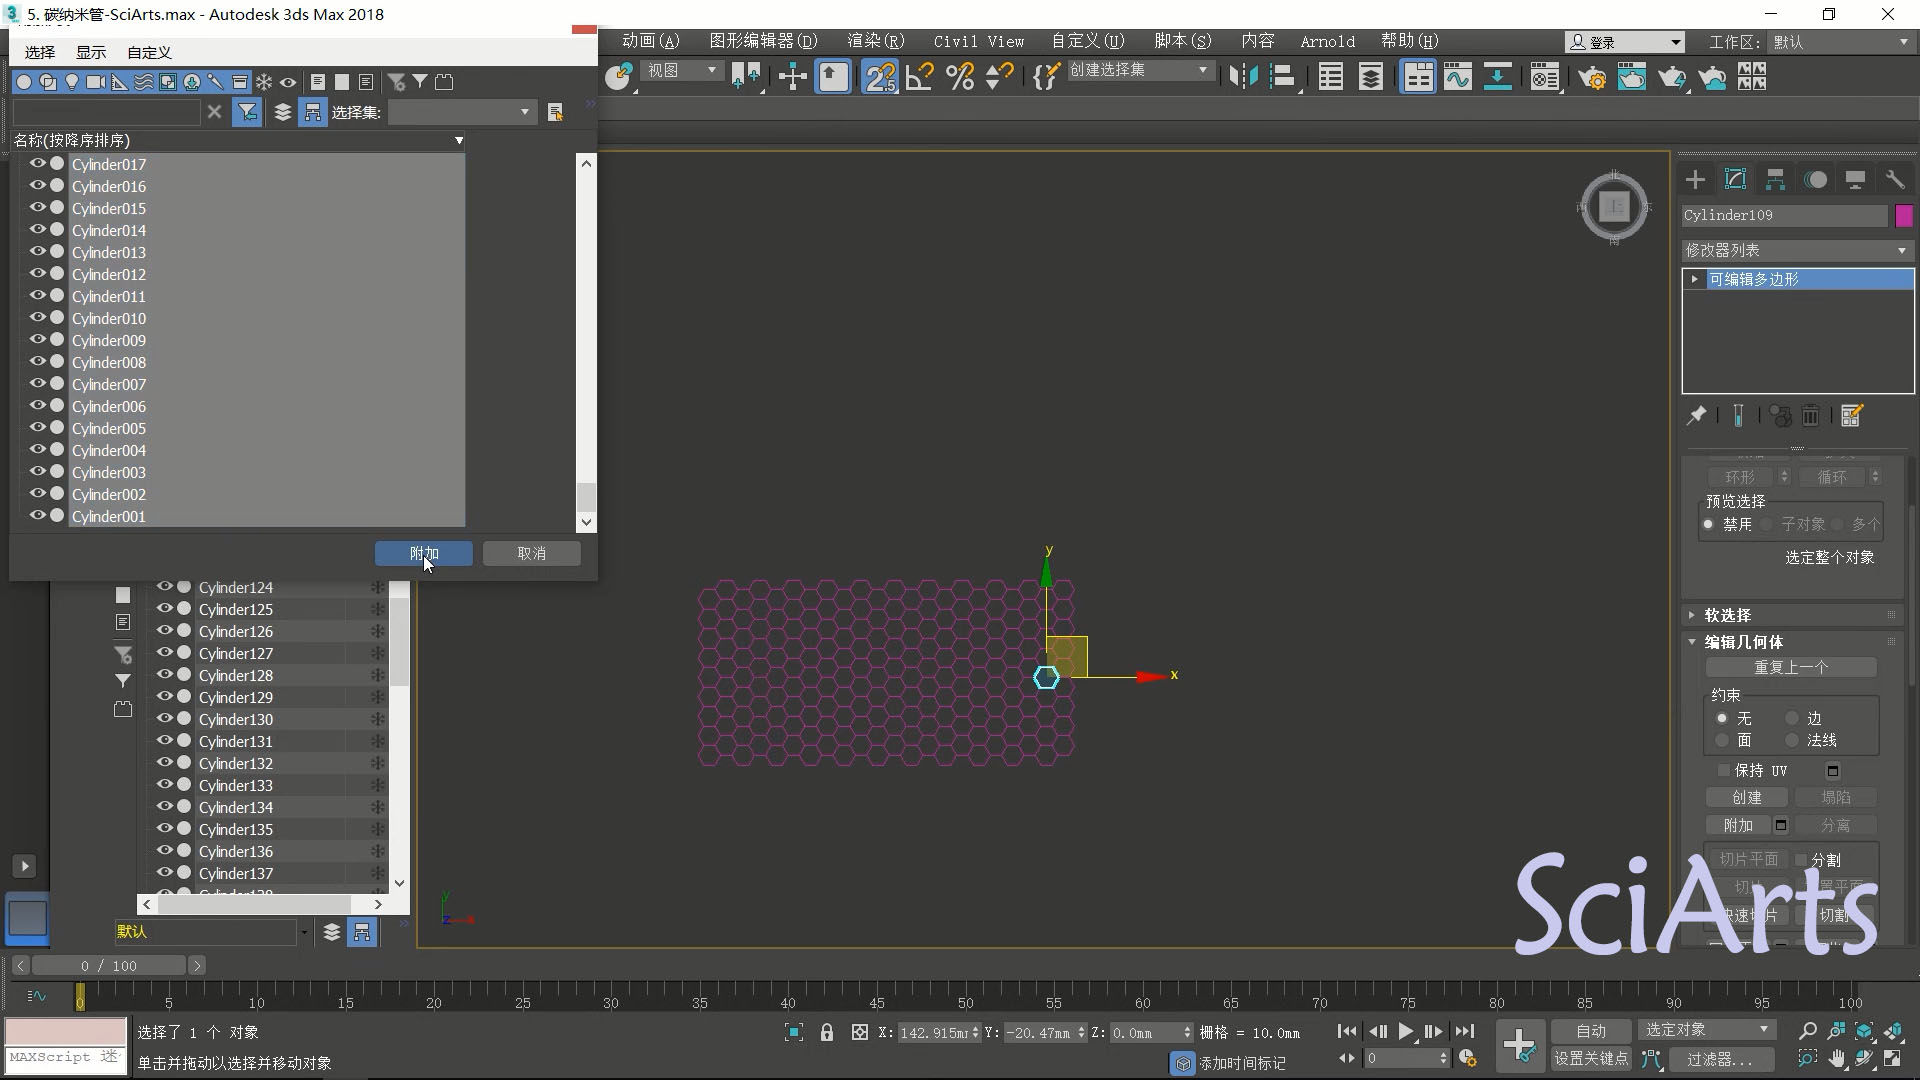 5. 碳纳米管-SciArts.max - Autodesk 3ds Max 2018
选择 显示 自定义
动画(A) 图形编辑器(D) 渲染(R) Civil View 自定义(U) 脚本(S) 内容 Arnold 帮助(H)
登录 工作区: 默认
视图 2.5 创建选择集
选择集:
名称(按降序排序)
Cylinder017
Cylinder016
Cylinder015
Cylinder014
Cylinder013
Cylinder012
Cylinder011
Cylinder010
Cylinder009
Cylinder008
Cylinder007
Cylinder006
Cylinder005
Cylinder004
Cylinder003
Cylinder002
Cylinder001
附加 取消
Cylinder124
Cylinder125
Cylinder126
Cylinder127
Cylinder128
Cylinder129
Cylinder130
Cylinder131
Cylinder132
Cylinder133
Cylinder134
Cylinder135
Cylinder136
Cylinder137
默认
北
西 上 东
南
y
x
y
z x
Cylinder109
修改器列表
可编辑多边形
环形 循环
预览选择
禁用 子对象 多个
选定整个对象
软选择
编辑几何体
重复上一个
约束
无 边
面 法线
保持 UV
创建 塌陷
附加 分离
切片平面 分割
切割
SciArts
0 / 100
0 5 10 15 20 25 30 35 40 45 50 55 60 65 70 75 80 85 90 95 100
选择了 1 个 对象
MAXScript 迷
单击并拖动以选择并移动对象
X: 142.915mm Y: -20.47mm Z: 0.0mm 栅格 = 10.0mm
添加时间标记
0
自动 选定对象
设置关键点 过滤器...